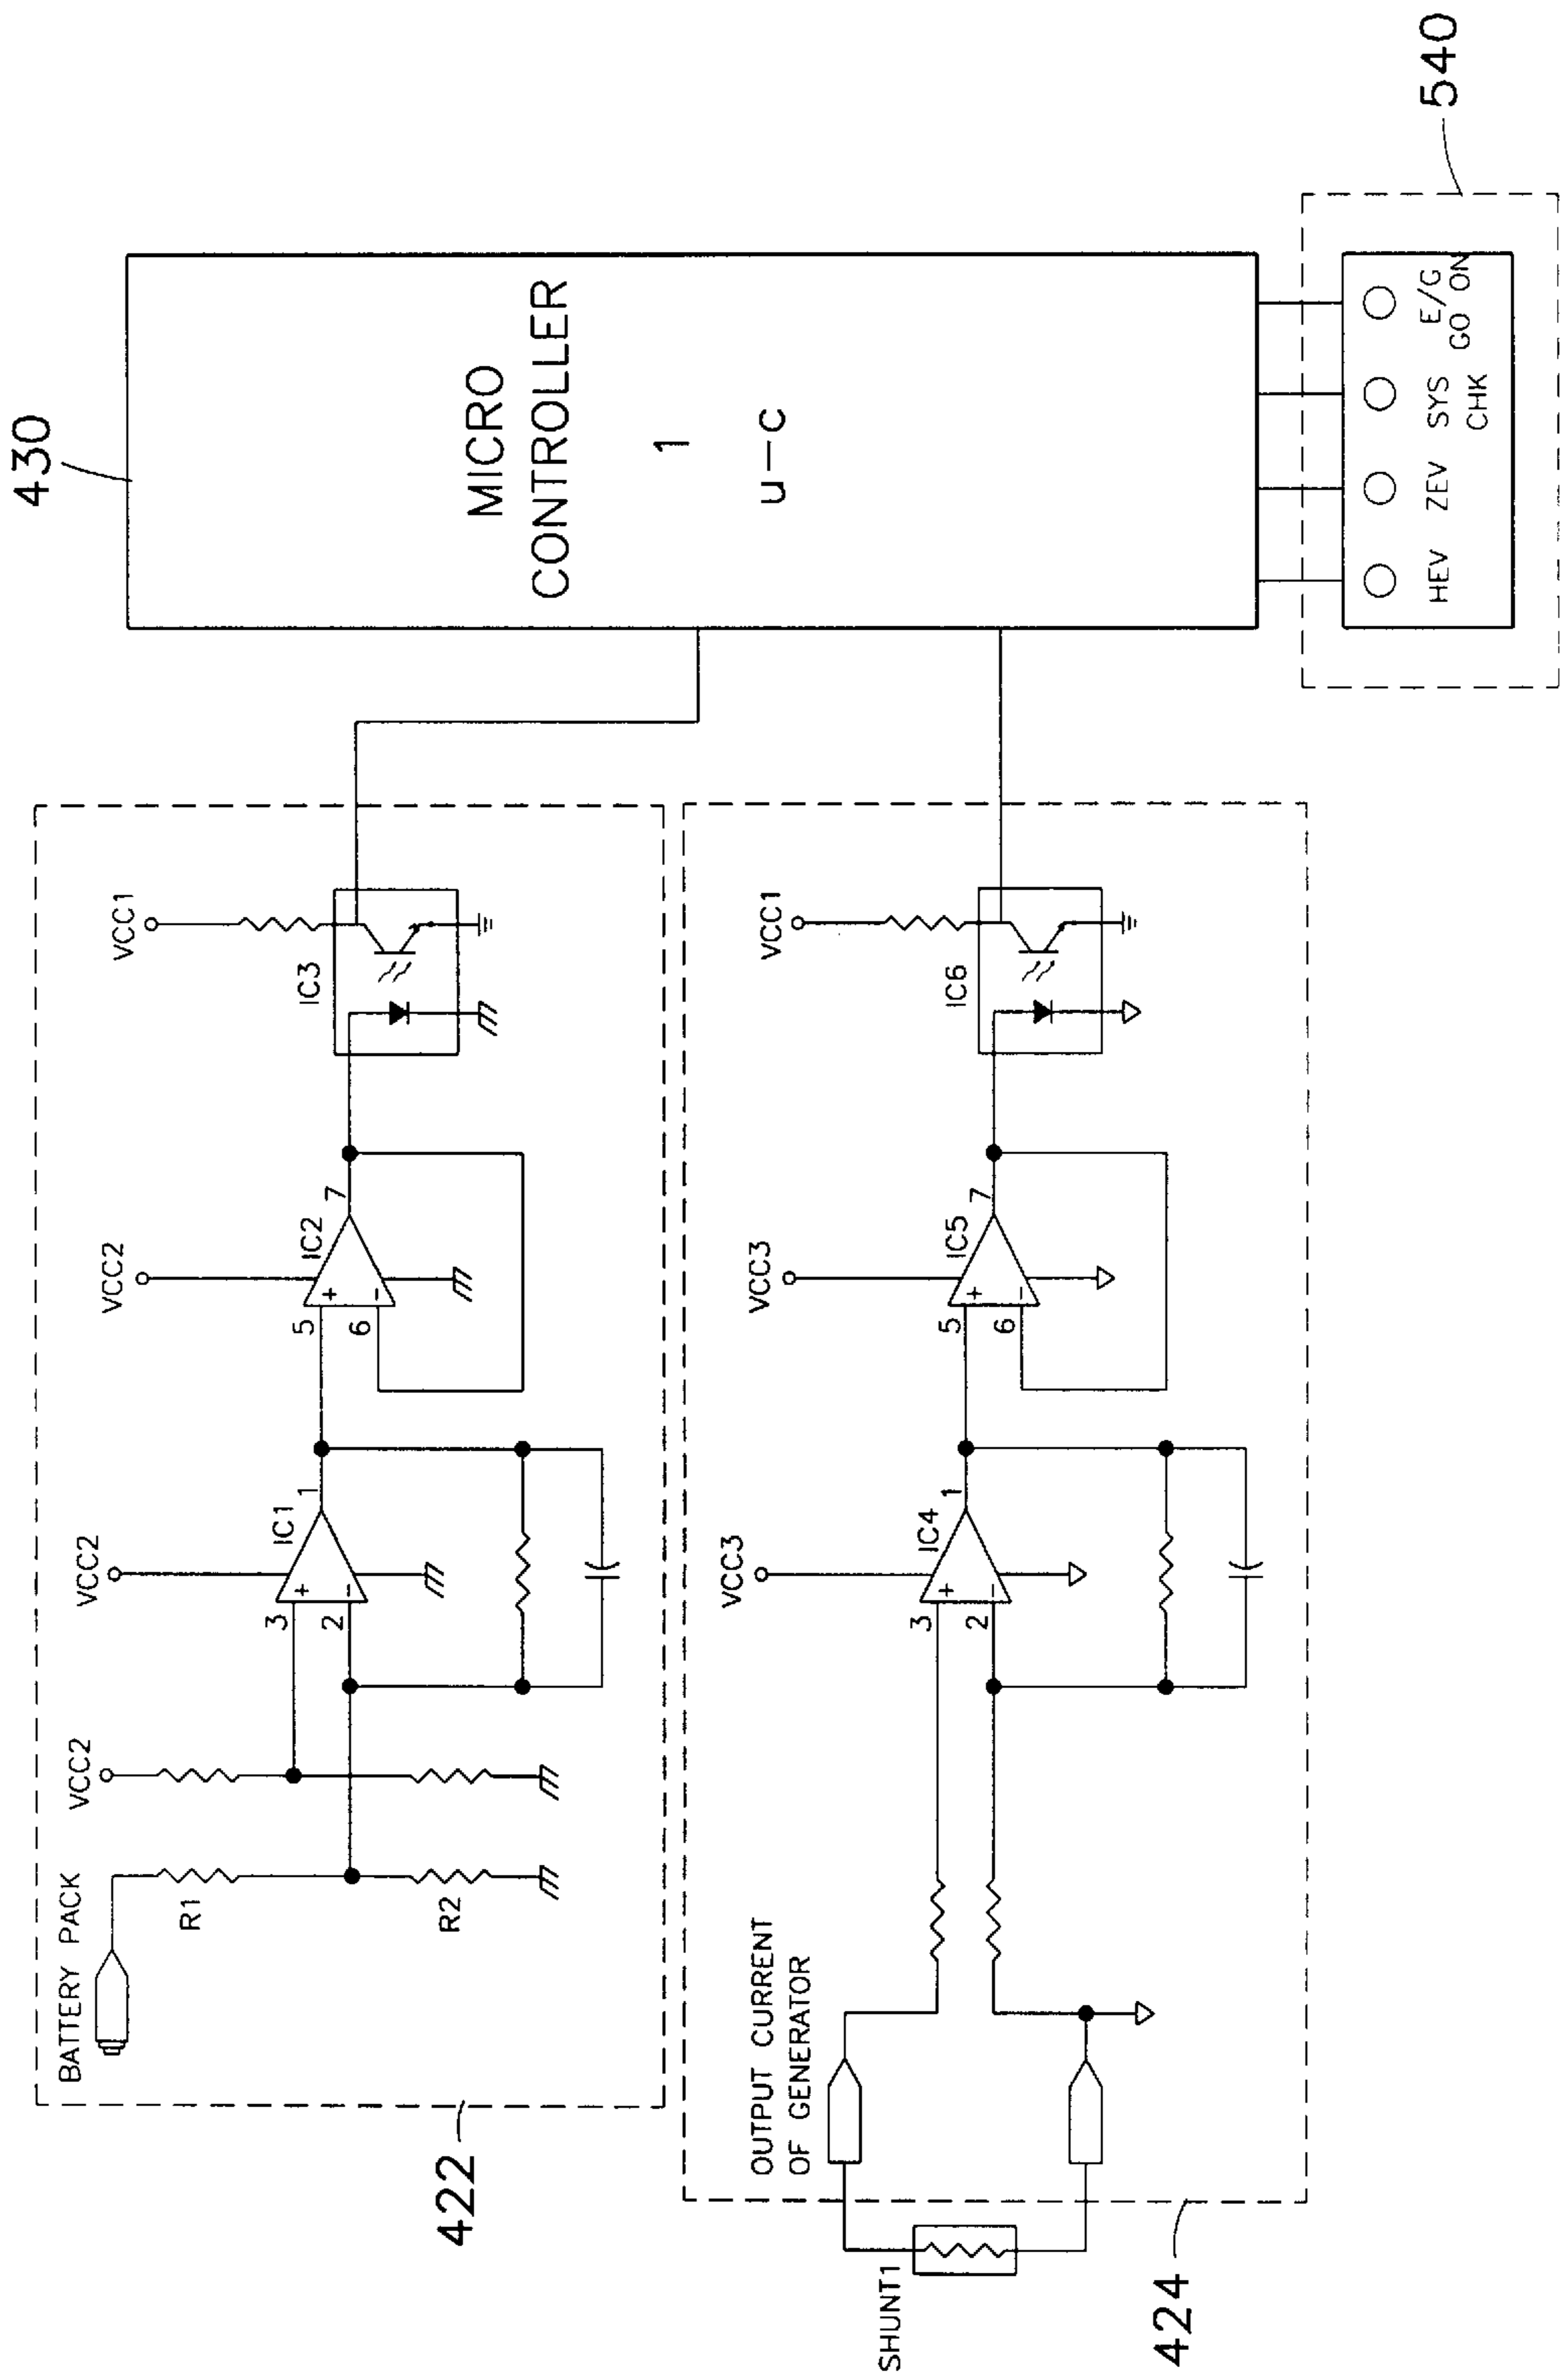 430
MICRO
CONTROLLER
1
u-c
540
HEV
ZEV
SYS
CHK
E/G
GO ON
BATTERY PACK
R1
R2
VCC2
VCC2
IC1
3
2
1
VCC2
IC2
5
6
7
VCC1
IC3
+
-
+
-
422
OUTPUT CURRENT
OF GENERATOR
SHUNT1
VCC3
IC4
3
2
1
VCC3
IC5
5
6
7
VCC1
IC6
+
-
+
-
424